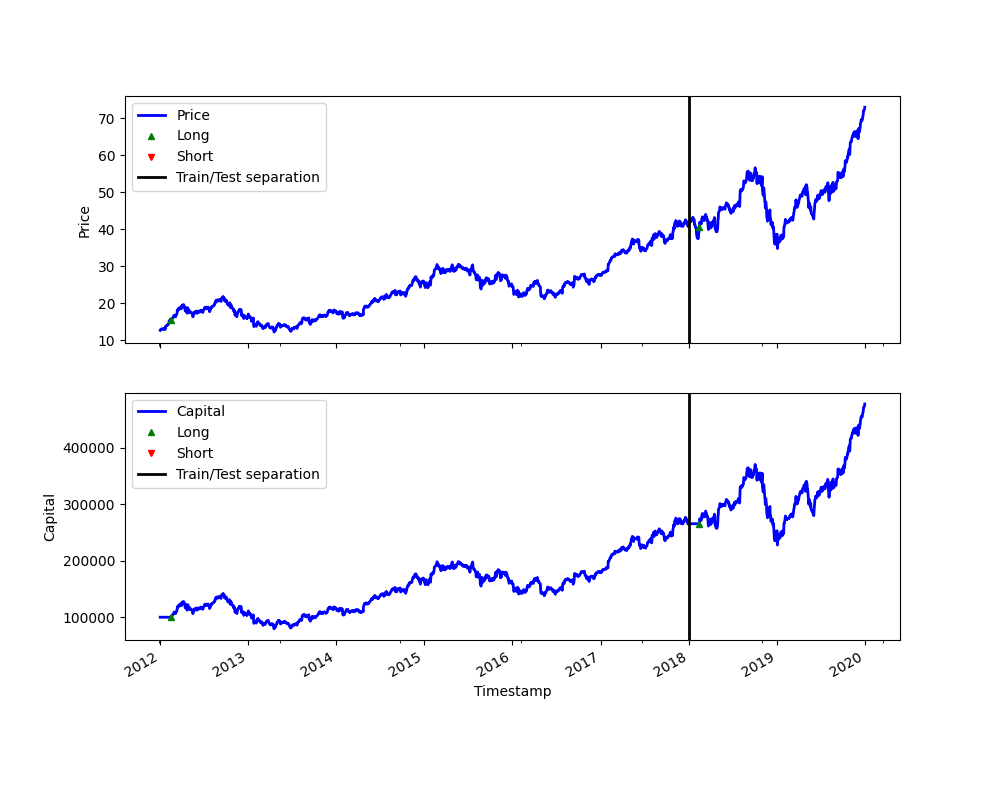 Price
Long
Short
Train/Test separation
70
60
50
40
30
20
10
Price
Capital
Long
Short
Train/Test separation
400000
300000
200000
100000
Capital
2012
2013
2014
2015
2016
2017
2018
2019
2020
Timestamp